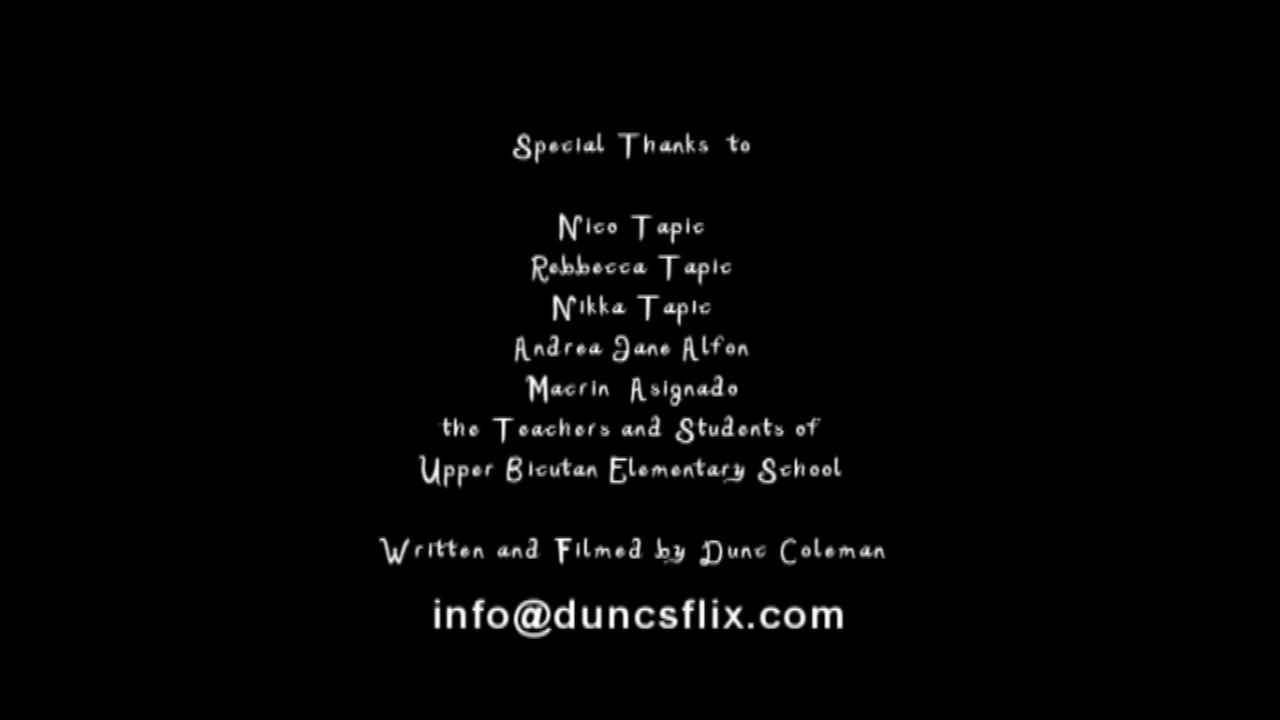 Special Thanks to
Nico Tapic
Rebbecca Tapic
Nikka Tapic
Andrea Jane Alfon
Macrin Asignado
the Teachers and Students of
Upper Bicutan Elementary School
Written and Filmed by Dunc Coleman
info@duncsflix.com